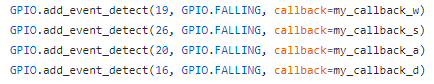 GPIO.add_event_detect(19, GPIO.FALLING, callback=my_callback_w)
GPIO.add_event_detect(26, GPIO.FALLING, callback=my_callback_s)
GPIO.add_event_detect(20, GPIO.FALLING, callback=my_callback_a)
GPIO.add_event_detect(16, GPIO.FALLING, callback=my_callback_d)